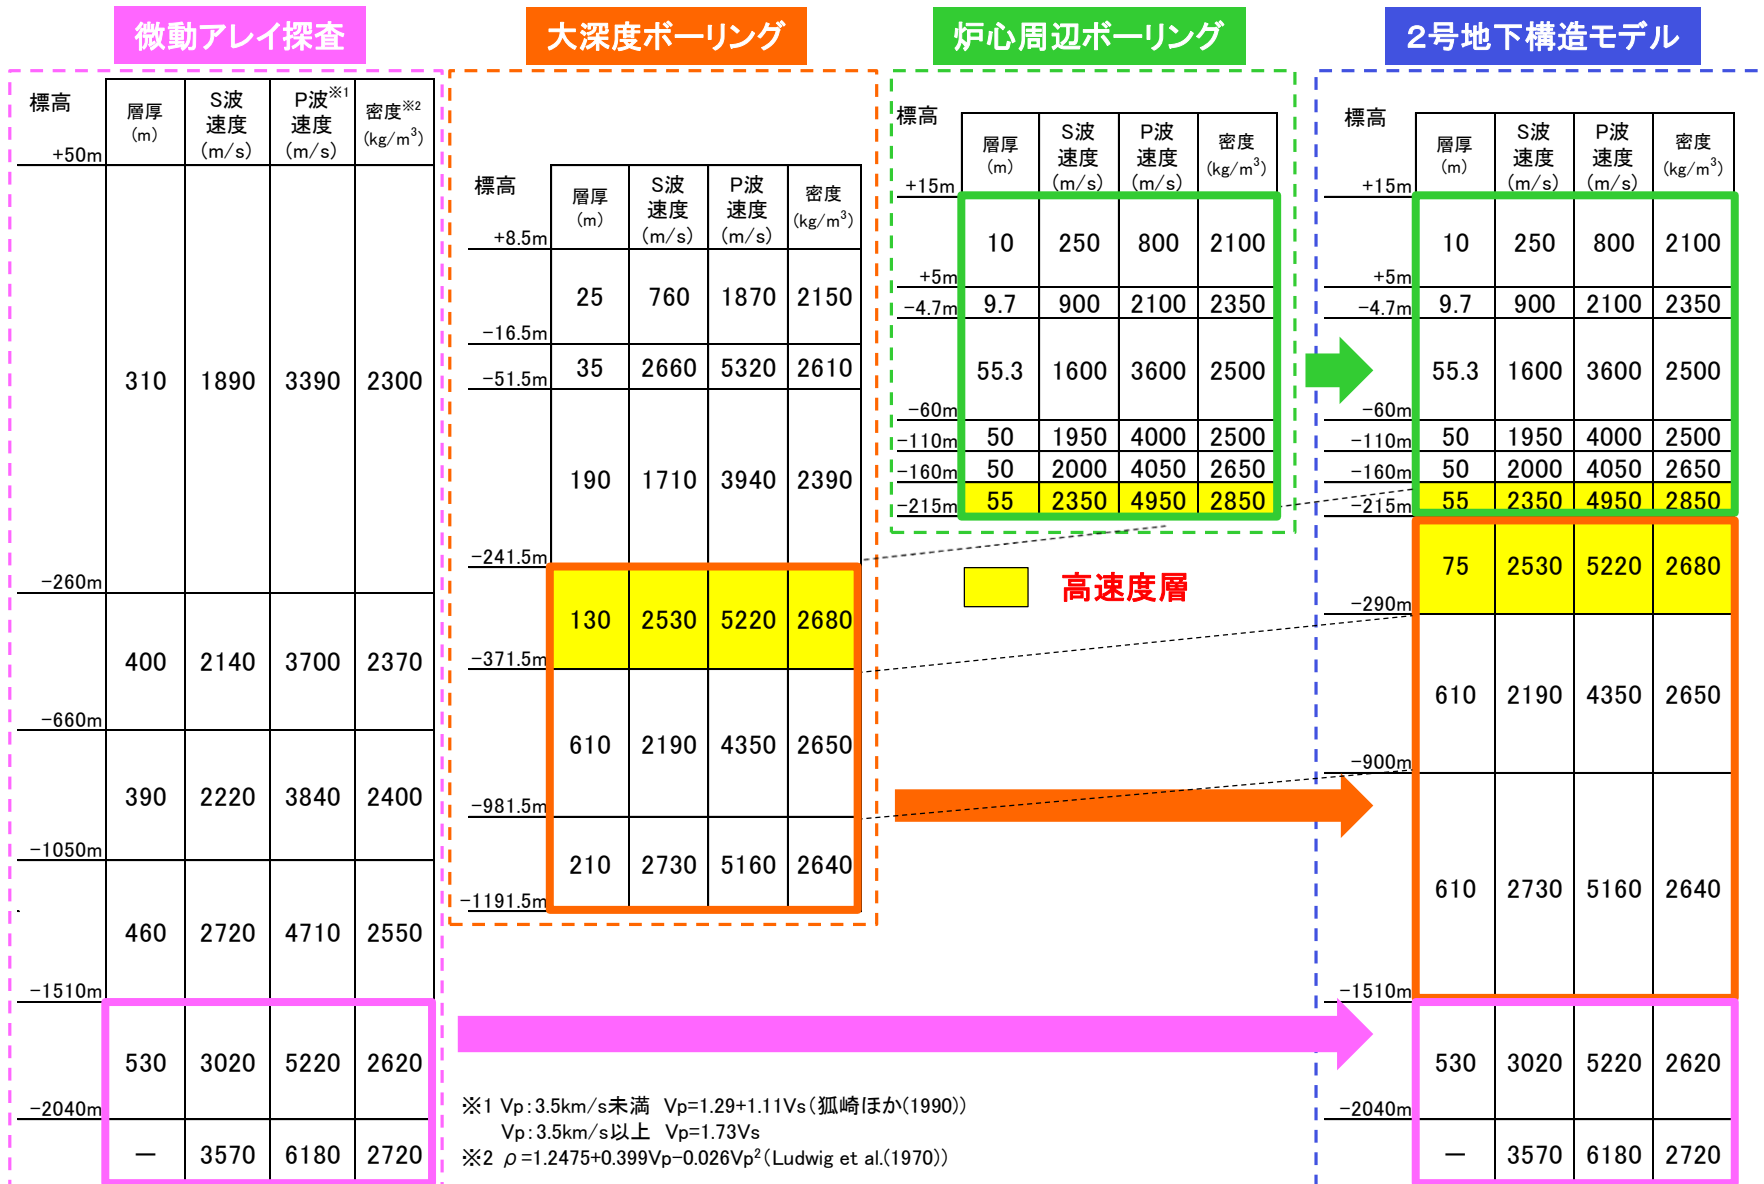 微動アレイ探査
標高 層厚(m) S波速度(m/s) P波※1速度(m/s) 密度※2(kg/m3)
+50m
310 1890 3390 2300
-260m
400 2140 3700 2370
-660m
390 2220 3840 2400
-1050m
460 2720 4710 2550
-1510m
530 3020 5220 2620
-2040m
― 3570 6180 2720
大深度ボーリング
標高 層厚(m) S波速度(m/s) P波速度(m/s) 密度(kg/m3)
+8.5m
25 760 1870 2150
-16.5m
35 2660 5320 2610
-51.5m
190 1710 3940 2390
-241.5m
130 2530 5220 2680
-371.5m
610 2190 4350 2650
-981.5m
210 2730 5160 2640
-1191.5m
炉心周辺ボーリング
標高 層厚(m) S波速度(m/s) P波速度(m/s) 密度(kg/m3)
+15m
10 250 800 2100
+5m
9.7 900 2100 2350
-4.7m
55.3 1600 3600 2500
-60m
50 1950 4000 2500
-110m
50 2000 4050 2650
-160m
55 2350 4950 2850
-215m
高速度層
2号地下構造モデル
標高 層厚(m) S波速度(m/s) P波速度(m/s) 密度(kg/m3)
+15m
10 250 800 2100
+5m
9.7 900 2100 2350
-4.7m
55.3 1600 3600 2500
-60m
50 1950 4000 2500
-110m
50 2000 4050 2650
-160m
55 2350 4950 2850
-215m
75 2530 5220 2680
-290m
610 2190 4350 2650
-900m
610 2730 5160 2640
-1510m
530 3020 5220 2620
-2040m
― 3570 6180 2720
※1 Vp:3.5km/s未満 Vp=1.29+1.11Vs(狐崎ほか(1990))
Vp:3.5km/s以上 Vp=1.73Vs
※2 ρ=1.2475+0.399Vp-0.026Vp²(Ludwig et al.(1970))